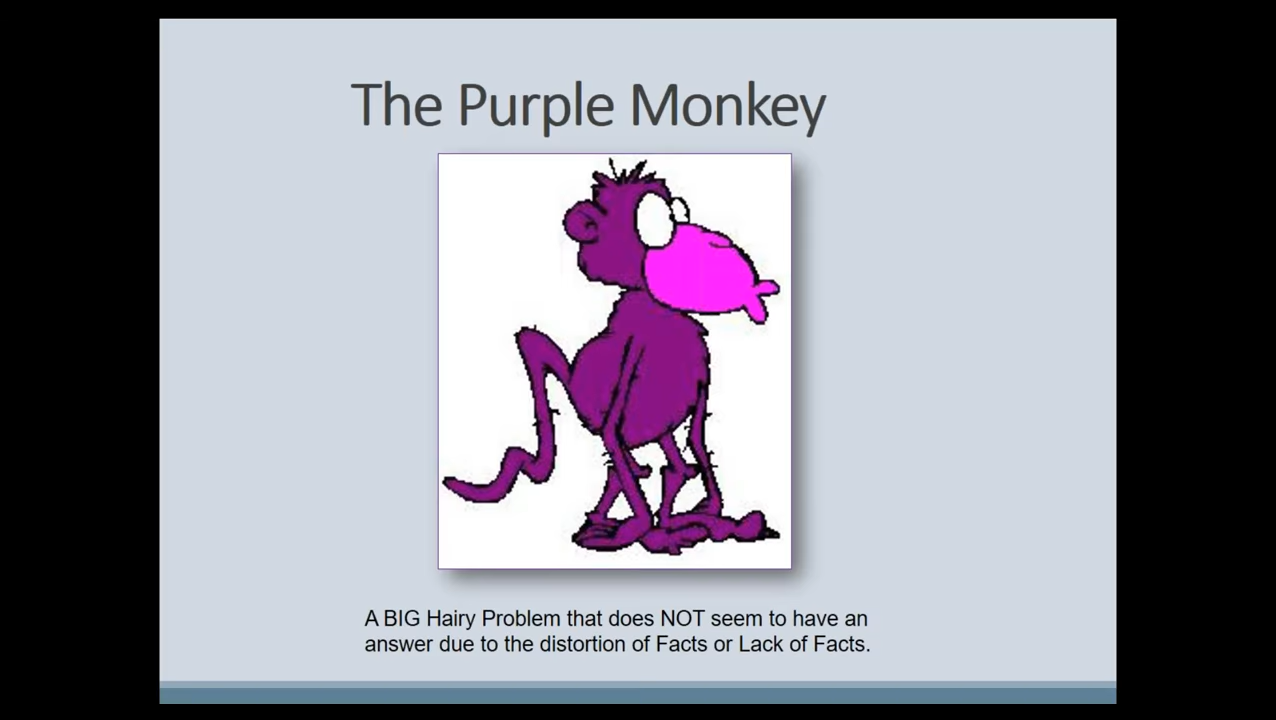 The Purple Monkey
A BIG Hairy Problem that does NOT seem to have an
answer due to the distortion of Facts or Lack of Facts.